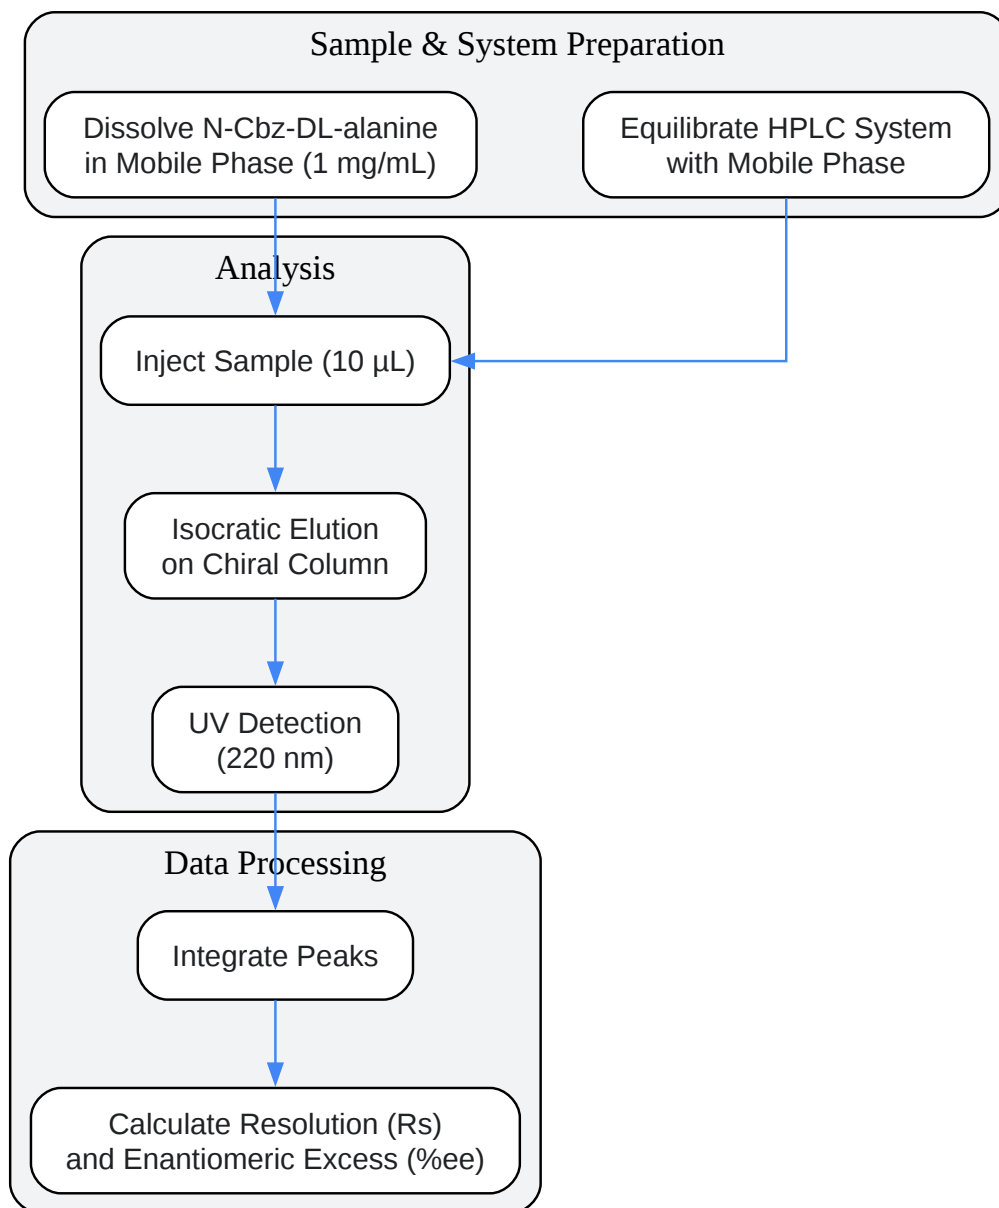 Sample & System Preparation
Dissolve N-Cbz-DL-alanine
in Mobile Phase (1 mg/mL)
Equilibrate HPLC System
with Mobile Phase
Analysis
Inject Sample (10 µL)
Isocratic Elution
on Chiral Column
UV Detection
(220 nm)
Data Processing
Integrate Peaks
Calculate Resolution (Rs)
and Enantiomeric Excess (%ee)